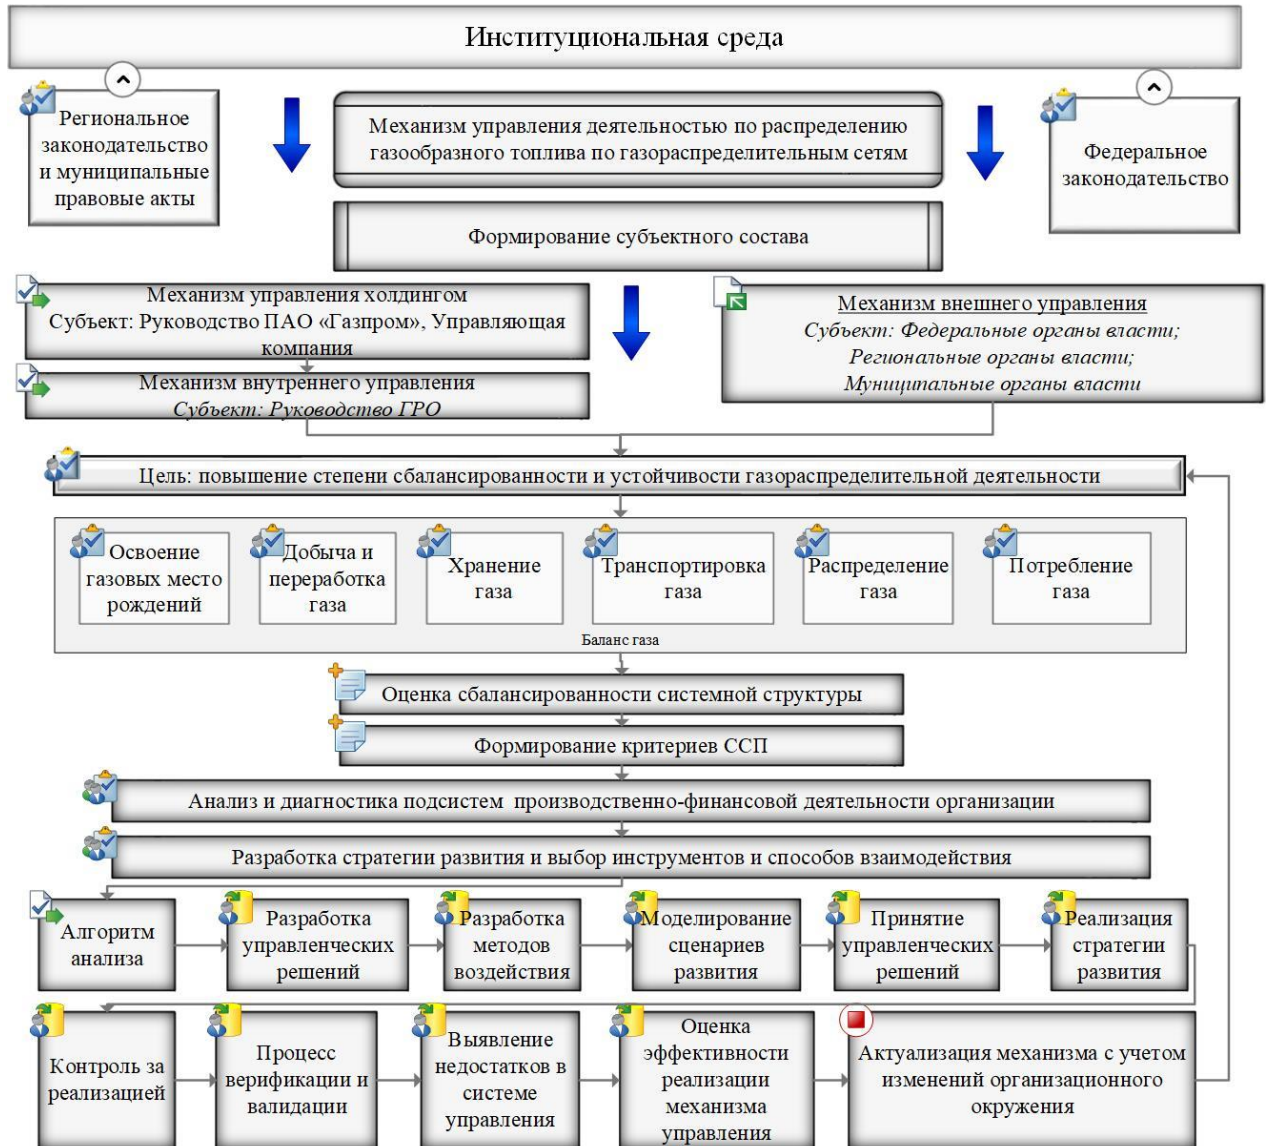 Институциональная среда
Региональное
законодательство
и муниципальные
правовые акты
Механизм управления деятельностью по распределению
газообразного топлива по газораспределительным сетям
Федеральное
законодательство
Формирование субъектного состава
Механизм управления холдингом
Субъект: Руководство ПАО «Газпром», Управляющая
компания
Механизм внутреннего управления
Субъект: Руководство ГРО
Механизм внешнего управления
Субъект: Федеральные органы власти;
Региональные органы власти;
Муниципальные органы власти
Цель: повышение степени сбалансированности и устойчивости газораспределительной деятельности
Освоение
газовых место
рождений
Добыча и
переработка
газа
Хранение
газа
Транспортировка
газа
Распределение
газа
Потребление
газа
Баланс газа
Оценка сбалансированности системной структуры
Формирование критериев ССП
Анализ и диагностика подсистем производственно-финансовой деятельности организации
Разработка стратегии развития и выбор инструментов и способов взаимодействия
Алгоритм
анализа
Разработка
управленческих
решений
Разработка
методов
воздействия
Моделирование
сценариев
развития
Принятие
управленческих
решений
Реализация
стратегии
развития
Контроль за
реализацией
Процесс
верификации и
валидации
Выявление
недостатков в
системе
управления
Оценка
эффективности
реализации
механизма
управления
Актуализация механизма с учетом
изменений организационного
окружения